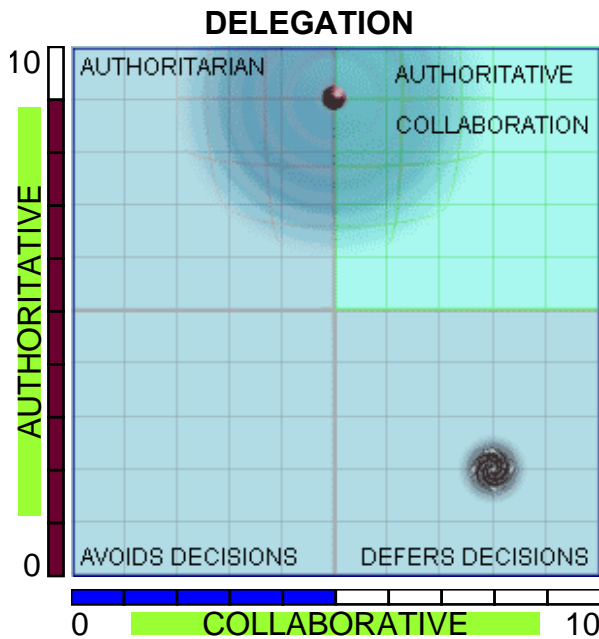 DELEGATION
10
AUTHORITARIAN
AUTHORITATIVE
COLLABORATION
AUTHORITATIVE
AVOIDS DECISIONS
DEFERS DECISIONS
0
0
COLLABORATIVE
10